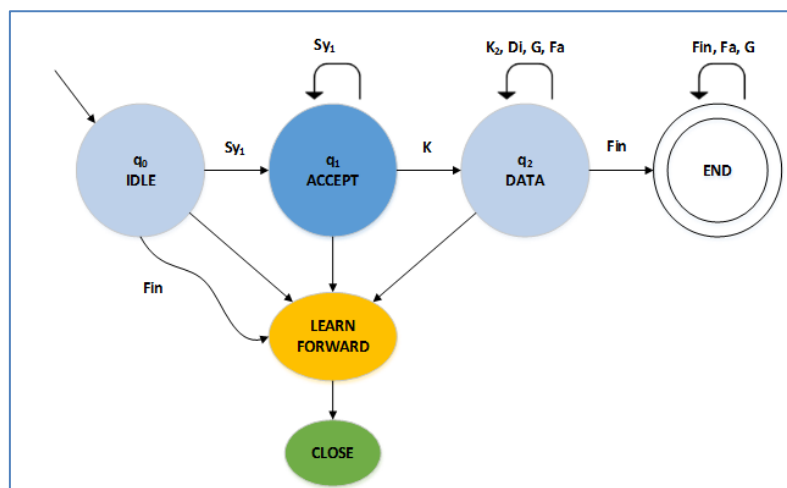 Sy₁
K₂, Di, G, Fa
Fin, Fa, G
q₀
IDLE
Sy₁
q₁
ACCEPT
K
q₂
DATA
Fin
END
Fin
LEARN
FORWARD
CLOSE